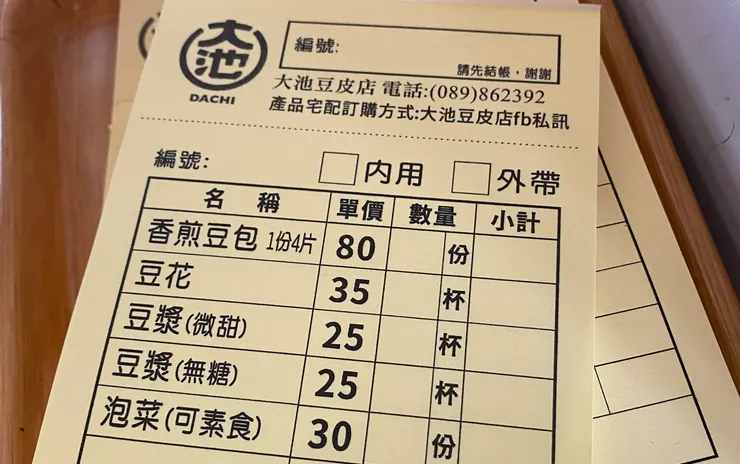 大池
DACHI
編號:
請先結帳，謝謝
大池豆皮店 電話:(089)862392
產品宅配訂購方式:大池豆皮店fb私訊
編號: 內用 外帶
名稱 單價 數量 小計
香煎豆包 1份4片 80 份
豆花 35 杯
豆漿(微甜) 25 杯
豆漿(無糖) 25 杯
泡菜(可素食) 30 份